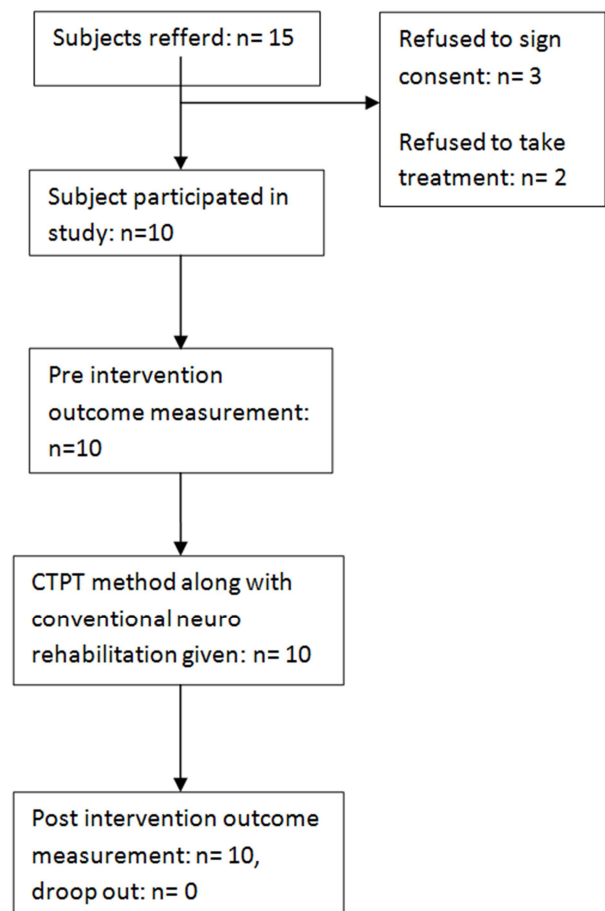 Subjects refferd: n= 15
Refused to sign
consent: n= 3
Refused to take
treatment: n= 2
Subject participated in
study: n=10
Pre intervention
outcome measurement:
n=10
CTPT method along with
conventional neuro
rehabilitation given: n= 10
Post intervention outcome
measurement: n= 10,
droop out: n= 0